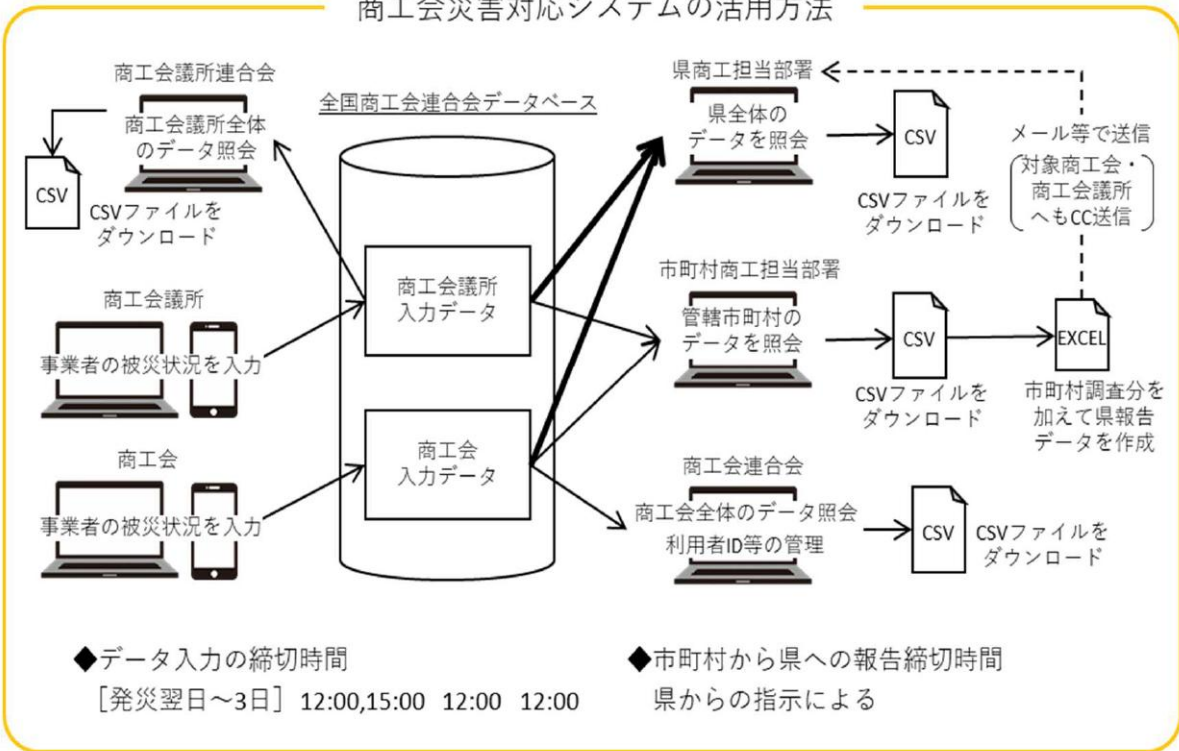 商工会災害対応システムの活用方法
商工会議所連合会
商工会議所全体
のデータ照会
CSV
CSVファイルを
ダウンロード
商工会議所
事業者の被災状況を入力
商工会
事業者の被災状況を入力
全国商工会連合会データベース
商工会議所
入力データ
商工会
入力データ
県商工担当部署
県全体の
データを照会
CSV
CSVファイルを
ダウンロード
メール等で送信
対象商工会・
商工会議所
へもCC送信
市町村商工担当部署
管轄市町村の
データを照会
CSV
CSVファイルを
ダウンロード
EXCEL
市町村調査分を
加えて県報告
データを作成
商工会連合会
商工会全体のデータ照会
利用者ID等の管理
CSV
CSVファイルを
ダウンロード
◆データ入力の締切時間
［発災翌日～3日］ 12:00,15:00 12:00 12:00
◆市町村から県への報告締切時間
県からの指示による